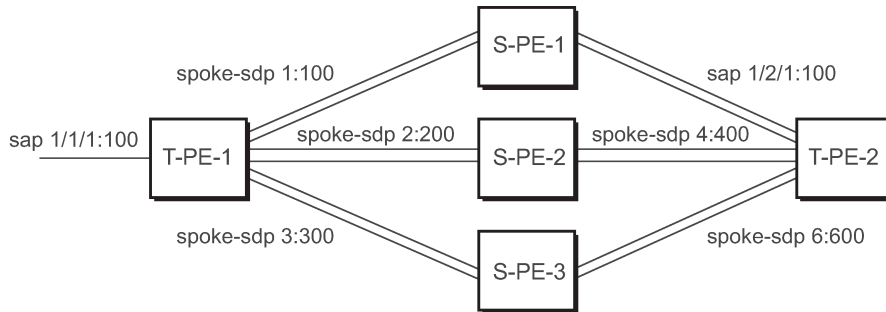 S-PE-1
spoke-sdp 1:100
sap 1/2/1:100
sap 1/1/1:100
T-PE-1
spoke-sdp 2:200
S-PE-2
spoke-sdp 4:400
T-PE-2
spoke-sdp 3:300
spoke-sdp 6:600
S-PE-3